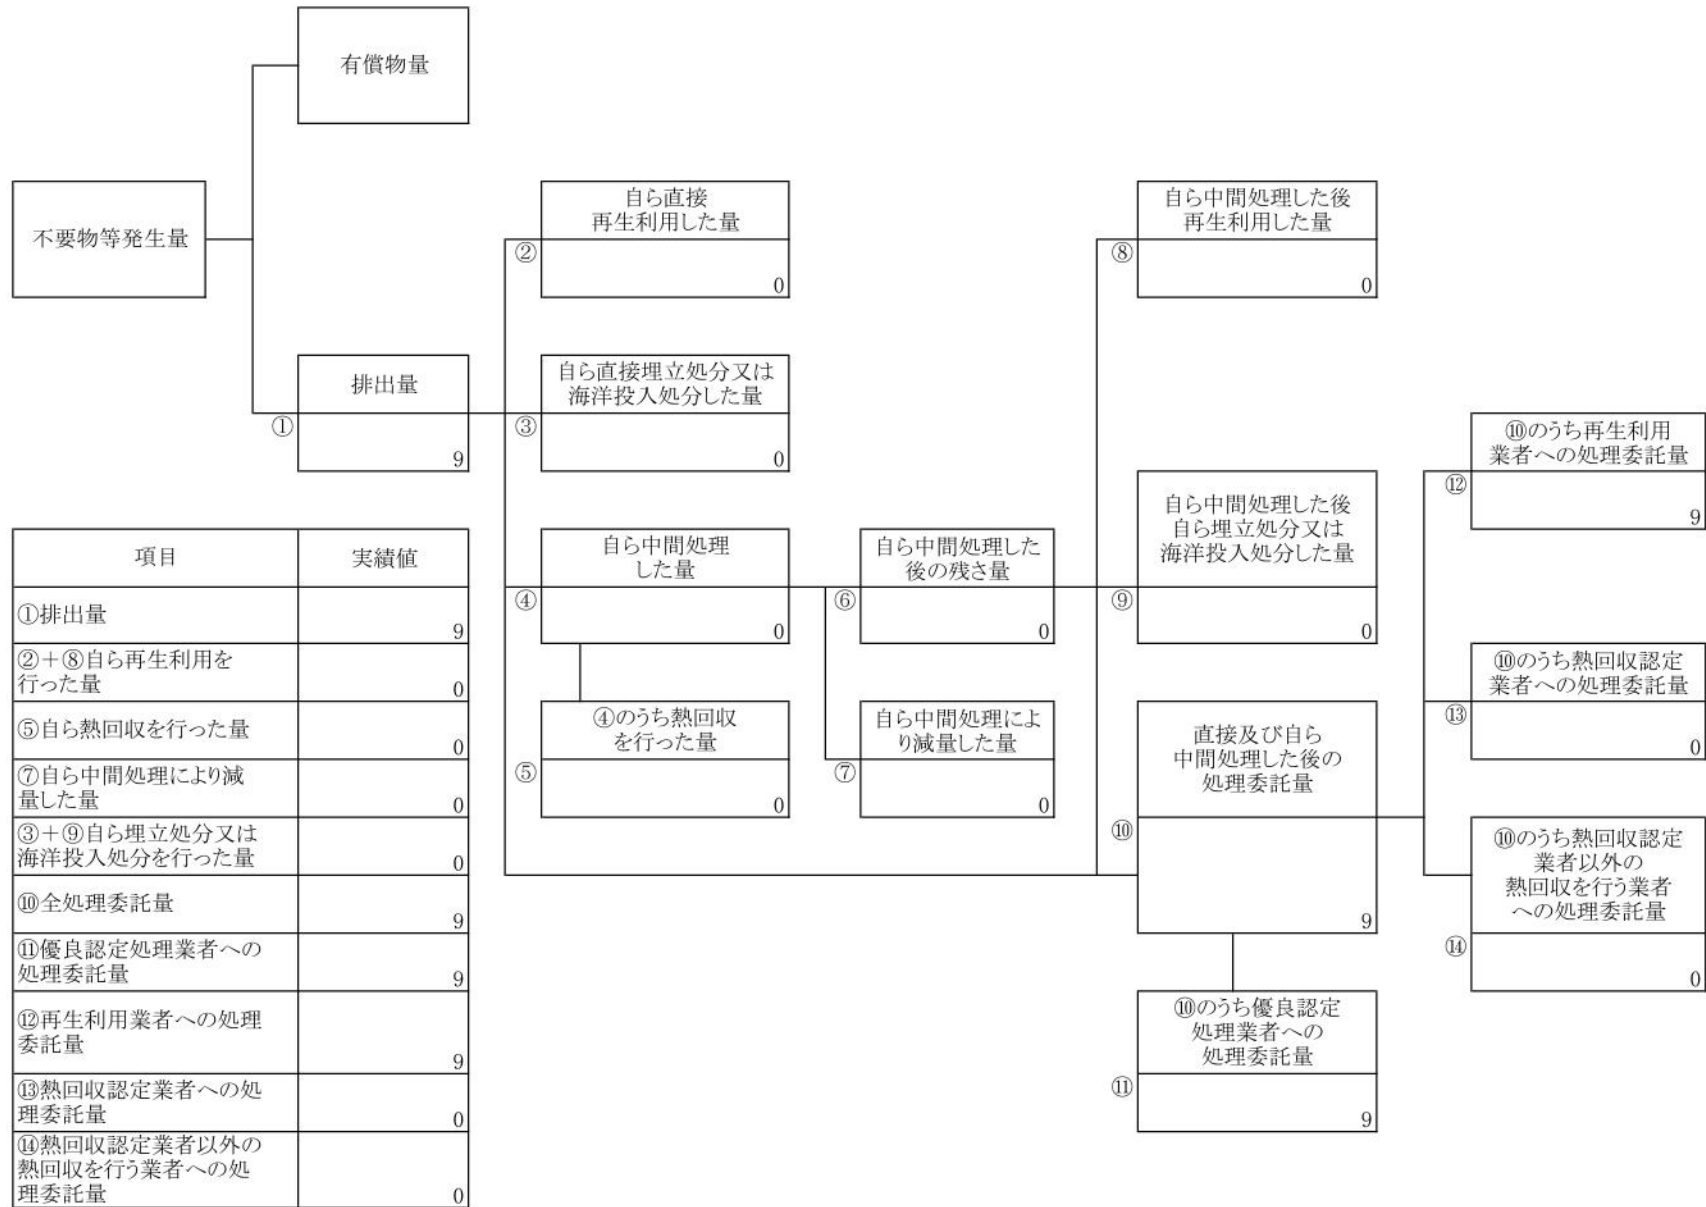 有償物量
不要物等発生量
自ら直接
再生利用した量
②
0
自ら中間処理した後
再生利用した量
⑧
0
排出量
①
9
自ら直接埋立処分又は
海洋投入処分した量
③
0
⑩のうち再生利用
業者への処理委託量
⑫
9
自ら中間処理
した量
④
0
自ら中間処理した
後の残さ量
⑥
0
自ら中間処理した後
自ら埋立処分又は
海洋投入処分した量
⑨
0
⑩のうち熱回収認定
業者への処理委託量
⑬
0
④のうち熱回収
を行った量
⑤
0
自ら中間処理によ
り減量した量
⑦
0
直接及び自ら
中間処理した後の
処理委託量
⑩
9
⑩のうち熱回収認定
業者以外の
熱回収を行う業者
への処理委託量
⑭
0
⑩のうち優良認定
処理業者への
処理委託量
⑪
9
項目 実績値
①排出量
9
②+⑧自ら再生利用を
行った量
0
⑤自ら熱回収を行った量
0
⑦自ら中間処理により減
量した量
0
③+⑨自ら埋立処分又は
海洋投入処分を行った量
0
⑩全処理委託量
9
⑪優良認定処理業者への
処理委託量
9
⑫再生利用業者への処理
委託量
9
⑬熱回収認定業者への処
理委託量
0
⑭熱回収認定業者以外の
熱回収を行う業者への処
理委託量
0